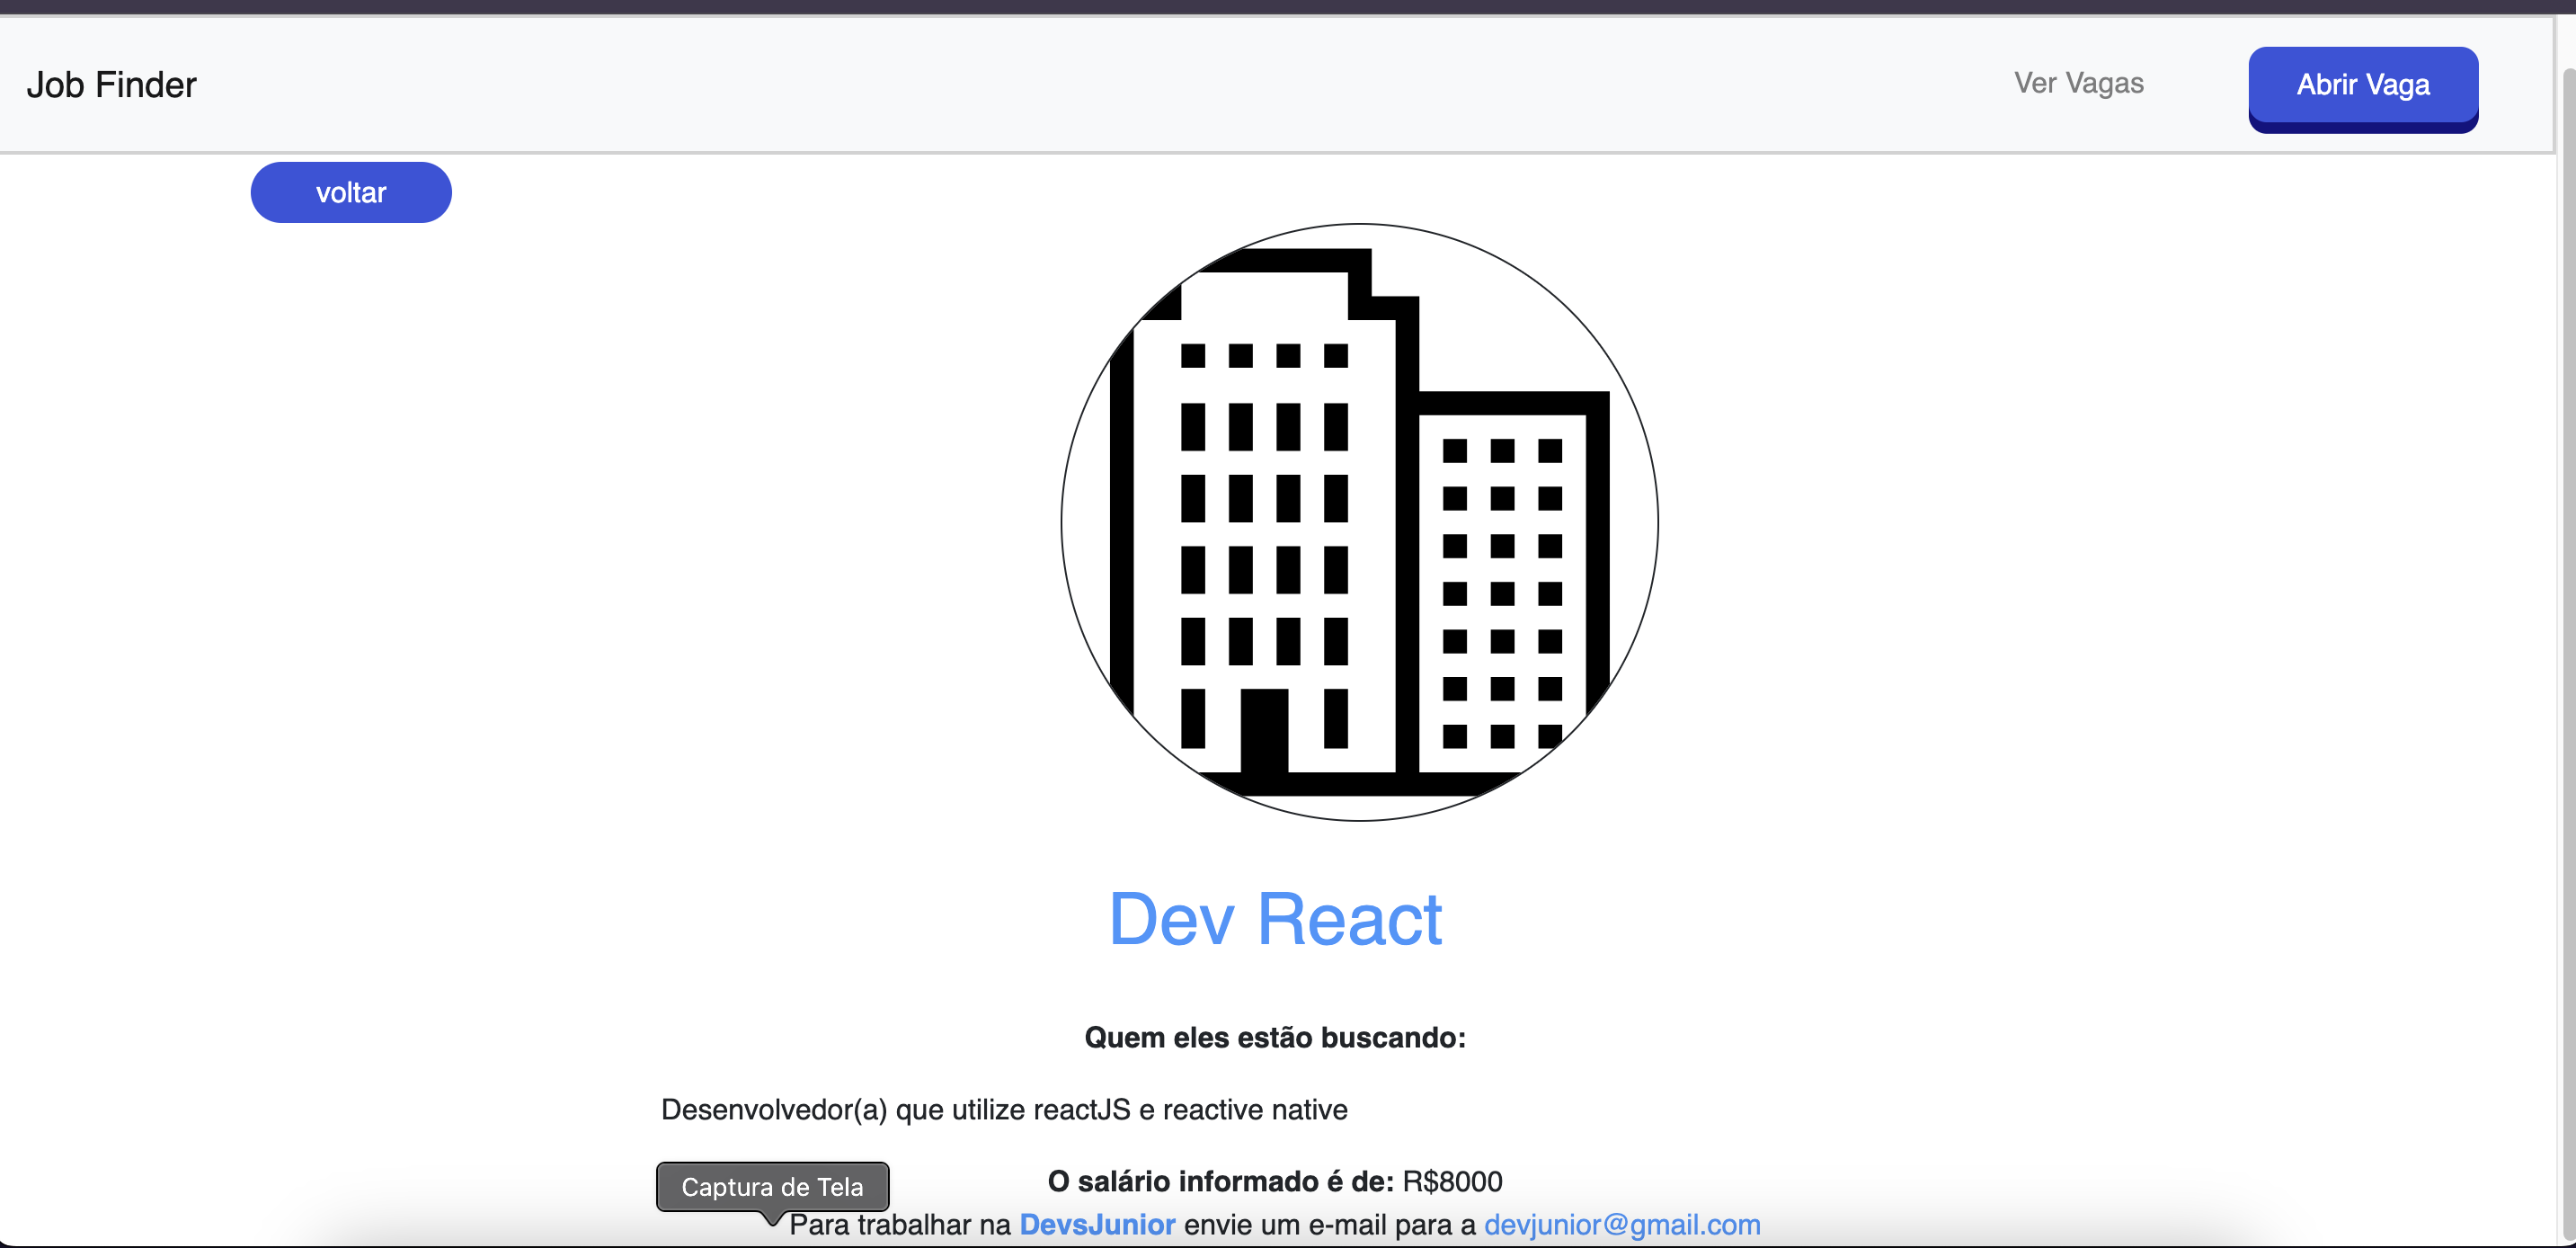 Job Finder
Ver Vagas
Abrir Vaga
voltar
Dev React
Quem eles estão buscando:
Desenvolvedor(a) que utilize reactJS e reactive native
O salário informado é de: R$8000
Captura de Tela
Para trabalhar na DevsJunior envie um e-mail para a devjunior@gmail.com